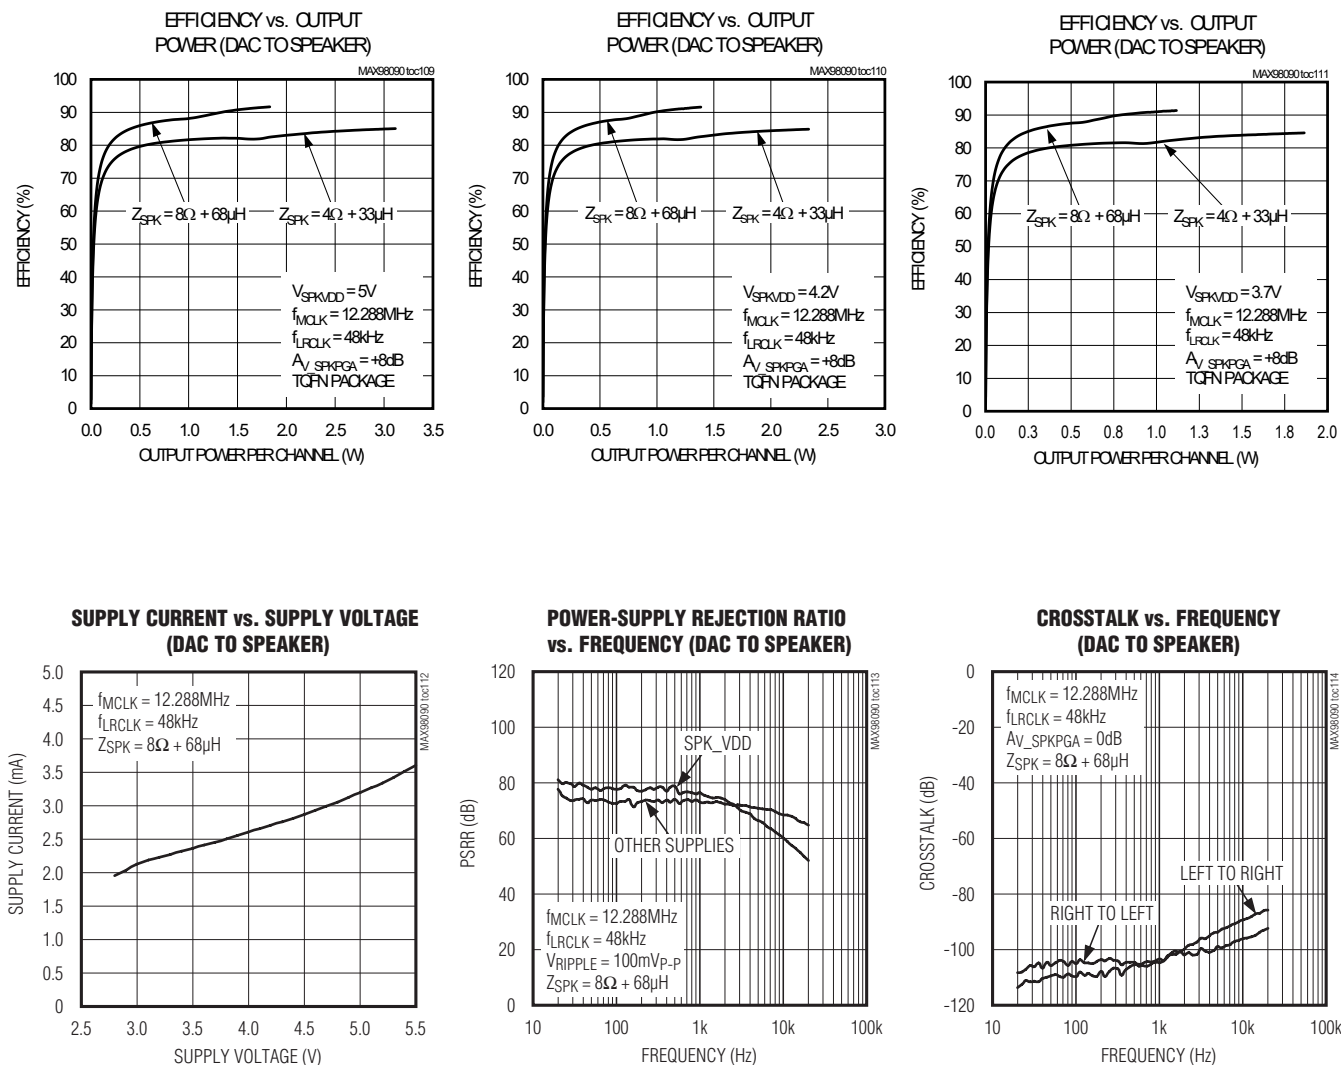 EFFICIENCY vs. OUTPUT
POWER (DAC TO SPEAKER)
MAX98090 toc109
EFFICIENCY (%)
100
90
80
70
60
50
40
30
20
10
0
ZSPK = 8Ω + 68µH
ZSPK = 4Ω + 33µH
VSPKVDD = 5V
fMCLK = 12.288MHz
fLRCLK = 48kHz
AV_SPKPGA = +8dB
TQFN PACKAGE
0.0 0.5 1.0 1.5 2.0 2.5 3.0 3.5
OUTPUT POWER PER CHANNEL (W)
EFFICIENCY vs. OUTPUT
POWER (DAC TO SPEAKER)
MAX98090 toc110
EFFICIENCY (%)
100
90
80
70
60
50
40
30
20
10
0
ZSPK = 8Ω + 68µH
ZSPK = 4Ω + 33µH
VSPKVDD = 4.2V
fMCLK = 12.288MHz
fLRCLK = 48kHz
AV_SPKPGA = +8dB
TQFN PACKAGE
0.0 0.5 1.0 1.5 2.0 2.5 3.0
OUTPUT POWER PER CHANNEL (W)
EFFICIENCY vs. OUTPUT
POWER (DAC TO SPEAKER)
MAX98090 toc111
EFFICIENCY (%)
100
90
80
70
60
50
40
30
20
10
0
ZSPK = 8Ω + 68µH
ZSPK = 4Ω + 33µH
VSPKVDD = 3.7V
fMCLK = 12.288MHz
fLRCLK = 48kHz
AV_SPKPGA = +8dB
TQFN PACKAGE
0.0 0.3 0.5 0.8 1.0 1.3 1.5 1.8 2.0
OUTPUT POWER PER CHANNEL (W)
SUPPLY CURRENT vs. SUPPLY VOLTAGE
(DAC TO SPEAKER)
MAX98090 toc112
SUPPLY CURRENT (mA)
5.0
4.5
4.0
3.5
3.0
2.5
2.0
1.5
1.0
0.5
0
fMCLK = 12.288MHz
fLRCLK = 48kHz
ZSPK = 8Ω + 68µH
2.5 3.0 3.5 4.0 4.5 5.0 5.5
SUPPLY VOLTAGE (V)
POWER-SUPPLY REJECTION RATIO
vs. FREQUENCY (DAC TO SPEAKER)
MAX98090 toc113
PSRR (dB)
120
100
80
60
40
20
0
SPK_VDD
OTHER SUPPLIES
fMCLK = 12.288MHz
fLRCLK = 48kHz
VRIPPLE = 100mVP-P
ZSPK = 8Ω + 68µH
10 100 1k 10k 100k
FREQUENCY (Hz)
CROSSTALK vs. FREQUENCY
(DAC TO SPEAKER)
MAX98090 toc114
CROSSTALK (dB)
0
-20
-40
-60
-80
-100
-120
fMCLK = 12.288MHz
fLRCLK = 48kHz
AV_SPKPGA = 0dB
ZSPK = 8Ω + 68µH
LEFT TO RIGHT
RIGHT TO LEFT
10 100 1k 10k 100k
FREQUENCY (Hz)